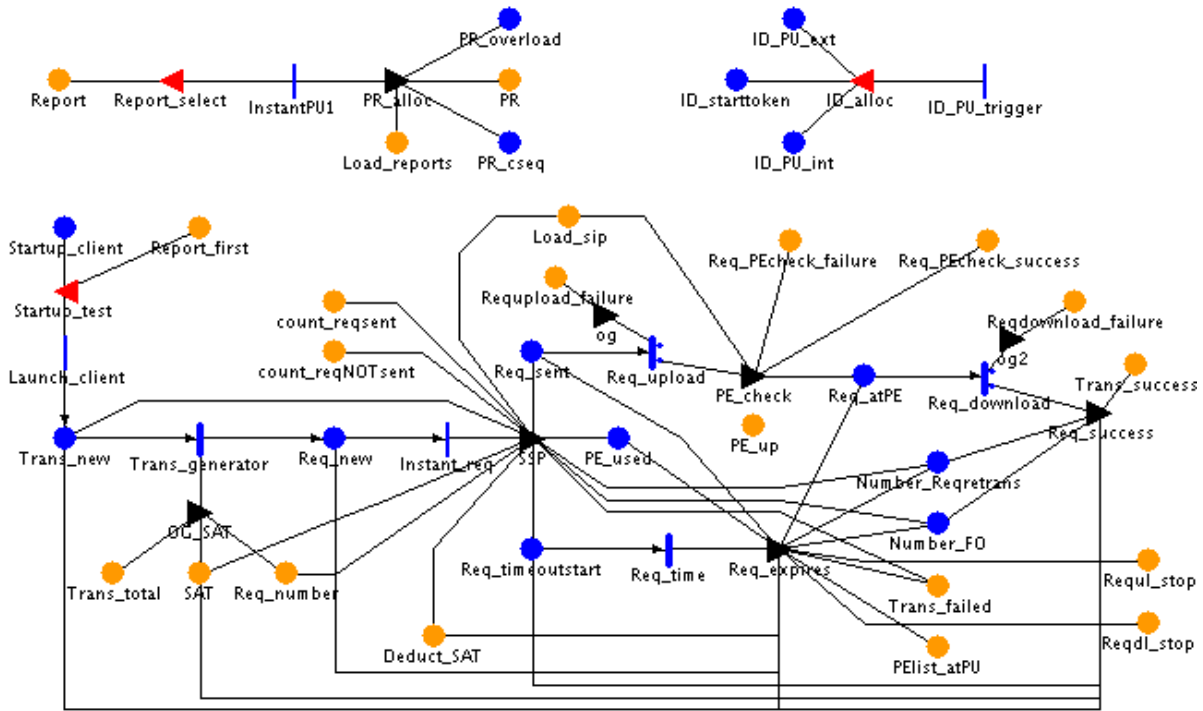 PR_overload
ID_PU_ext
Report
Report_select
InstantPU1
PR_alloc
PR
ID_starttoken
ID_alloc
ID_PU_trigger
Load_reports
PR_cseq
ID_PU_int
Startup_client
Report_first
Load_sip
Req_PEcheck_failure
Req_PEcheck_success
Requpload_failure
Startup_test
count_reqsent
og
Reqdownload_failure
og2
Launch_client
count_reqNOTsent
Req_sent
Req_upload
PE_check
Req_atPE
Req_download
Trans_success
Req_success
PE_up
Trans_new
Trans_generator
Req_new
Instant_req
SSP
PE_used
Number_Reqretrans
OG_SAT
Number_FO
Trans_total
SAT
Req_number
Req_timeoutstart
Req_time
Req_expires
Requl_stop
Trans_failed
Deduct_SAT
PElist_atPU
Reqdl_stop